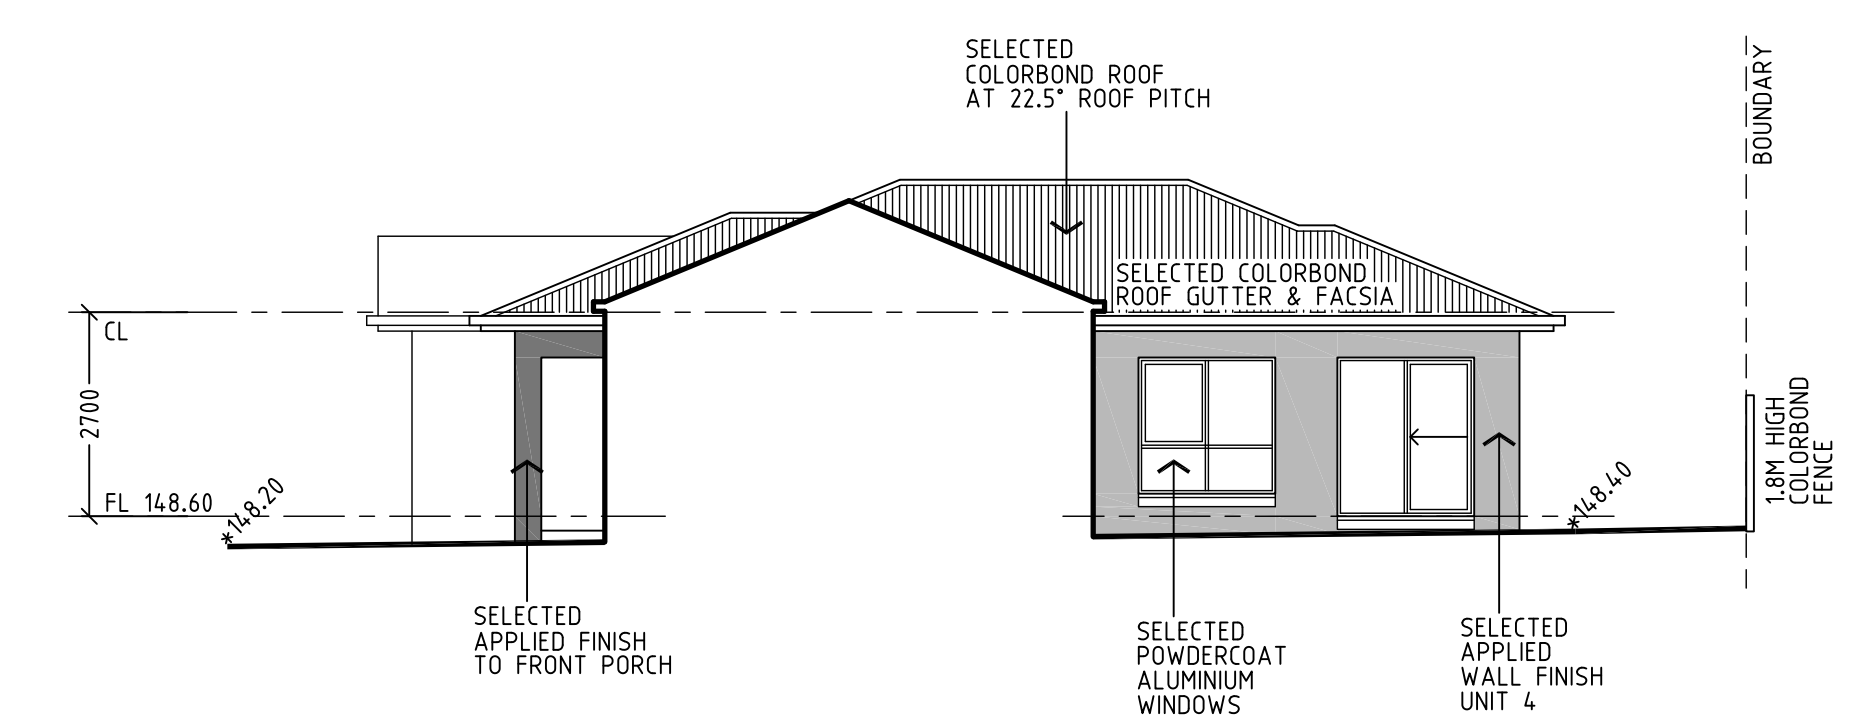 SELECTED
COLORBOND ROOF
AT 22.5° ROOF PITCH
BOUNDARY
SELECTED COLORBOND
ROOF GUTTER & FACSIA
CL
2700
FL 148.60
*148.20
*148.40
1.8M HIGH
COLORBOND
FENCE
SELECTED
APPLIED FINISH
TO FRONT PORCH
SELECTED
POWDERCOAT
ALUMINIUM
WINDOWS
SELECTED
APPLIED
WALL FINISH
UNIT 4